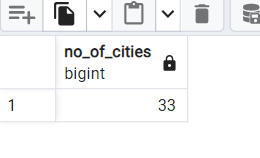 no_of_cities
bigint
1 33